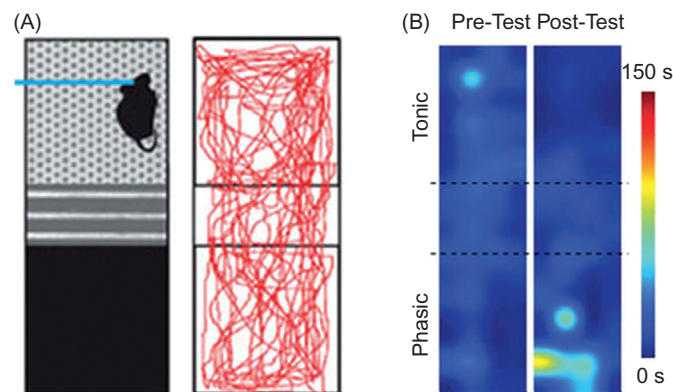 (A)
(B)
Pre-Test Post-Test
150 s
Tonic
Phasic
0 s